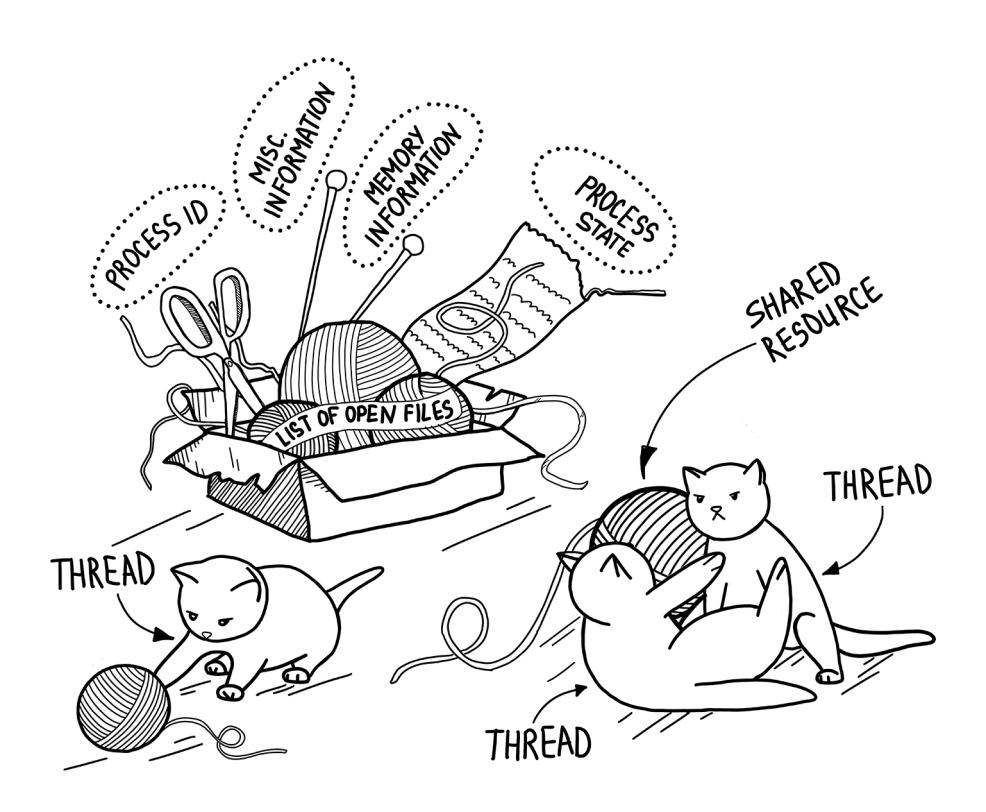 MISC.
INFORMATION
MEMORY
INFORMATION
PROCESS ID
PROCESS
STATE
SHARED
RESOURCE
LIST OF OPEN FILES
THREAD
THREAD
THREAD